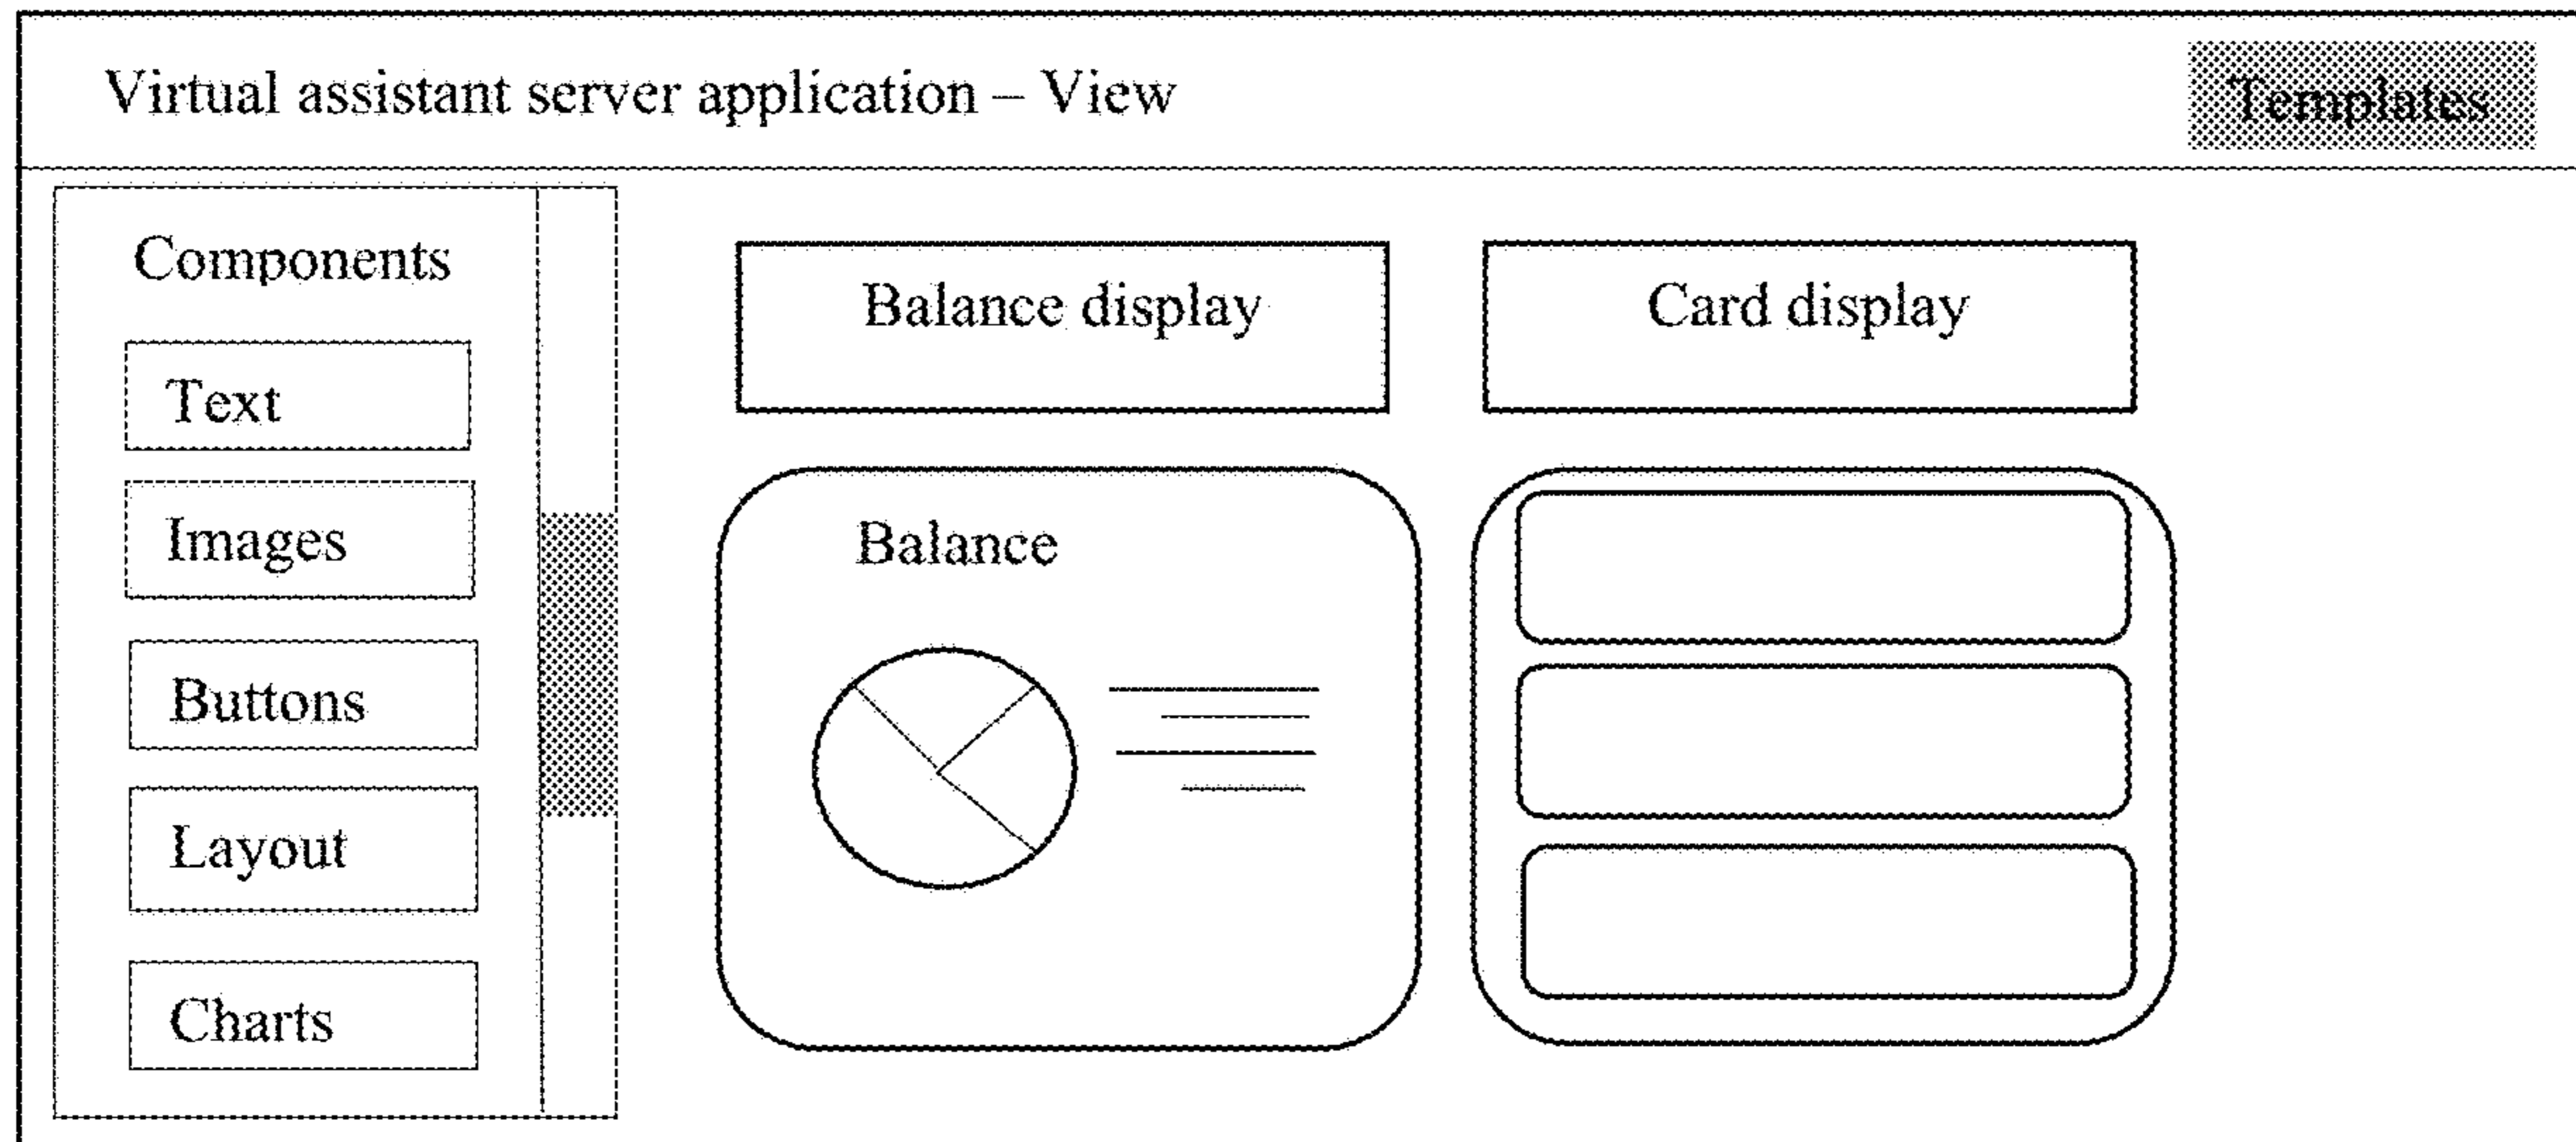 Virtual assistant server application – View
Templates
Components
Text
Images
Buttons
Layout
Charts
Balance display
Card display
Balance